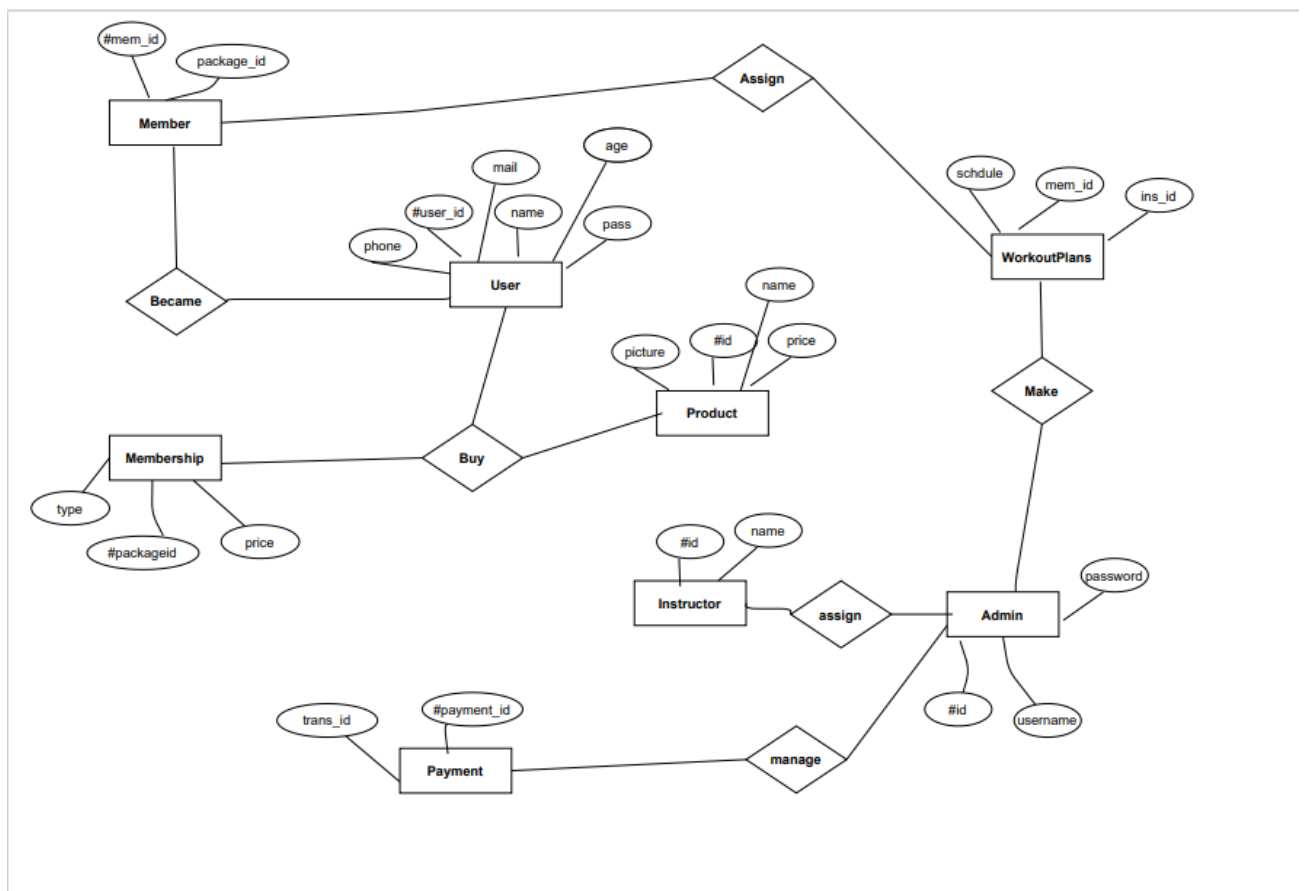 #mem_id
package_id
Assign
Member
age
mail
schdule
mem_id
ins_id
#user_id
name
pass
phone
WorkoutPlans
User
Became
name
#id
price
picture
Make
Product
Membership
Buy
type
price
#packageid
name
#id
password
Instructor
assign
Admin
#payment_id
trans_id
#id
username
manage
Payment